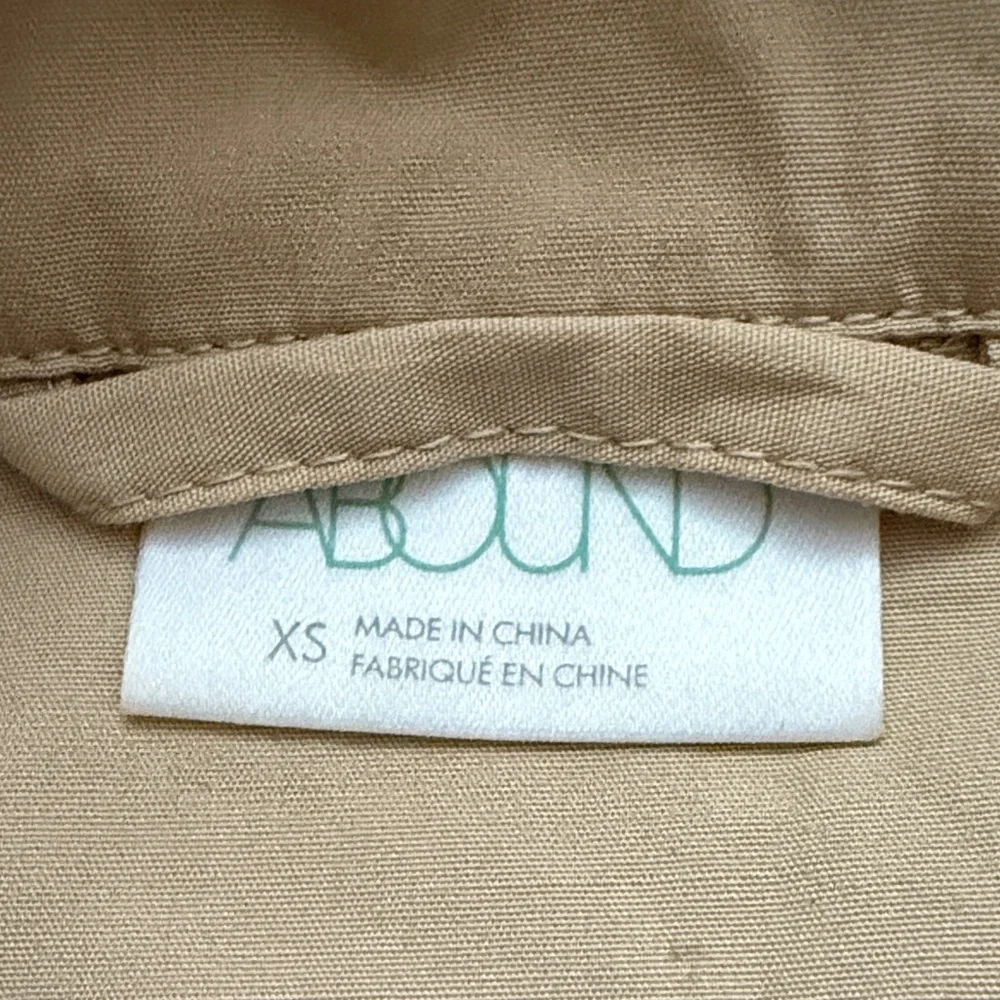 ABOUND
XS MADE IN CHINA
FABRIQUÉ EN CHINE